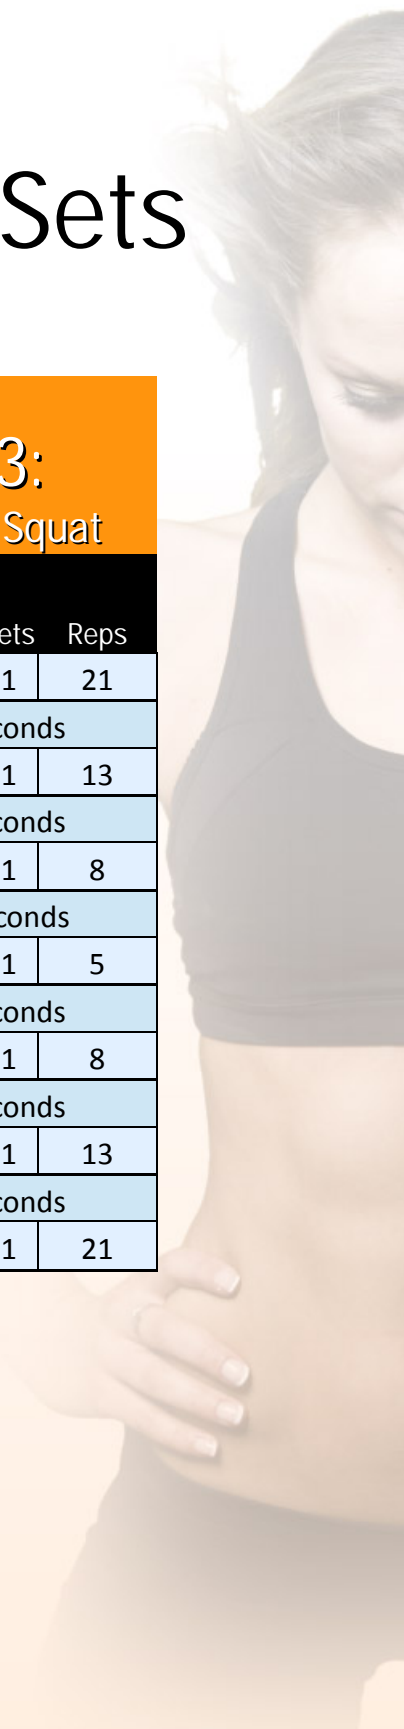 Sets
3:
Squat
ets Reps
1 21
conds
1 13
conds
1 8
conds
1 5
conds
1 8
conds
1 13
conds
1 21